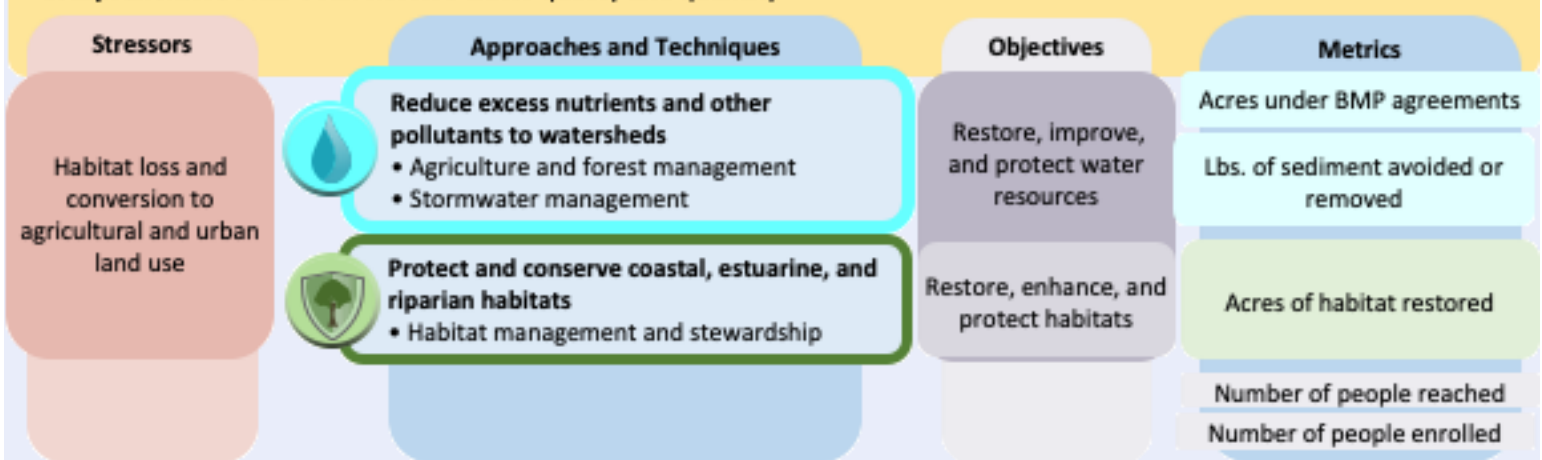 Stressors
Approaches and Techniques
Objectives
Metrics
Habitat loss and
conversion to
agricultural and urban
land use
Reduce excess nutrients and other
pollutants to watersheds
• Agriculture and forest management
• Stormwater management
Protect and conserve coastal, estuarine, and
riparian habitats
• Habitat management and stewardship
Restore, improve,
and protect water
resources
Restore, enhance, and
protect habitats
Acres under BMP agreements
Lbs. of sediment avoided or
removed
Acres of habitat restored
Number of people reached
Number of people enrolled